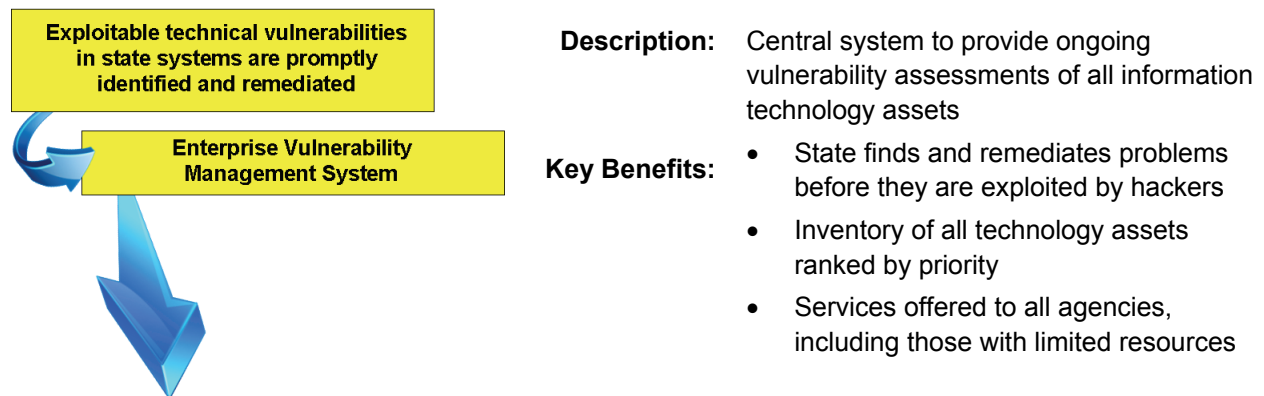 Exploitable technical vulnerabilities
in state systems are promptly
identified and remediated
Enterprise Vulnerability
Management System
Description: Central system to provide ongoing
vulnerability assessments of all information
technology assets
Key Benefits:
• State finds and remediates problems
before they are exploited by hackers
• Inventory of all technology assets
ranked by priority
• Services offered to all agencies,
including those with limited resources